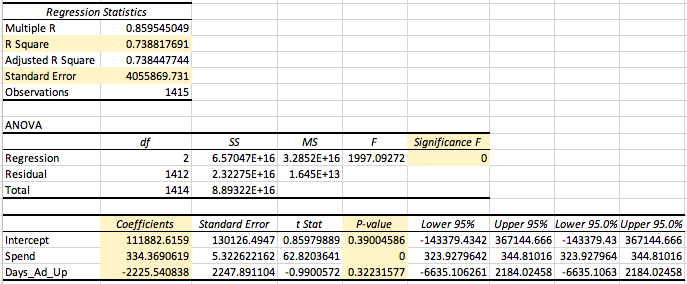 Regression Statistics
Multiple R 0.859545049
R Square 0.738817691
Adjusted R Square 0.738447744
Standard Error 4055869.731
Observations 1415
ANOVA
df SS MS F Significance F
Regression 2 6.57047E+16 3.2852E+16 1997.09272 0
Residual 1412 2.32275E+16 1.645E+13
Total 1414 8.89322E+16
Coefficients Standard Error t Stat P-value Lower 95% Upper 95% Lower 95.0% Upper 95.0%
Intercept 111882.6159 130126.4947 0.85979889 0.39004586 -143379.4342 367144.666 -143379.43 367144.666
Spend 334.3690619 5.322622162 62.8203641 0 323.9279642 344.81016 323.927964 344.81016
Days_Ad_Up -2225.540838 2247.891104 -0.9900572 0.32231577 -6635.106261 2184.02458 -6635.1063 2184.02458